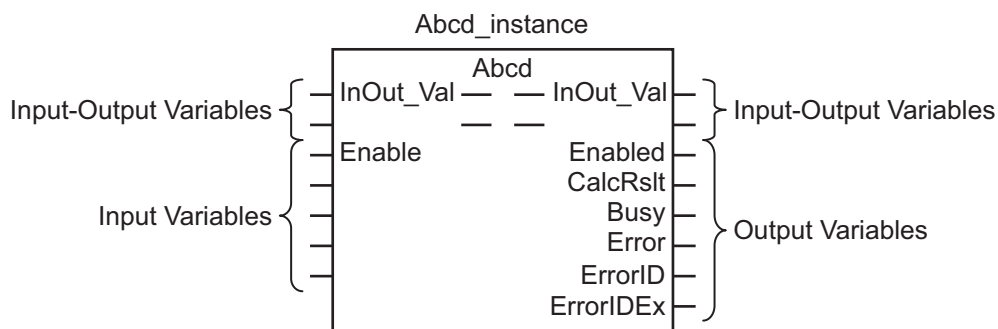 Abcd_instance
Abcd
InOut_Val InOut_Val
Input-Output Variables Input-Output Variables
Enable Enabled
CalcRslt
Input Variables Busy
Output Variables
Error
ErrorID
ErrorIDEx